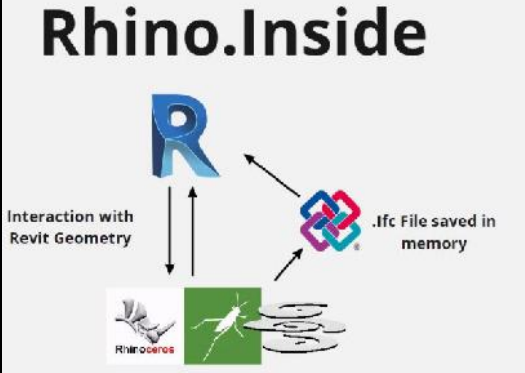 Rhino.Inside
Interaction with
Revit Geometry
.Ifc File saved in
memory
Rhinoceros